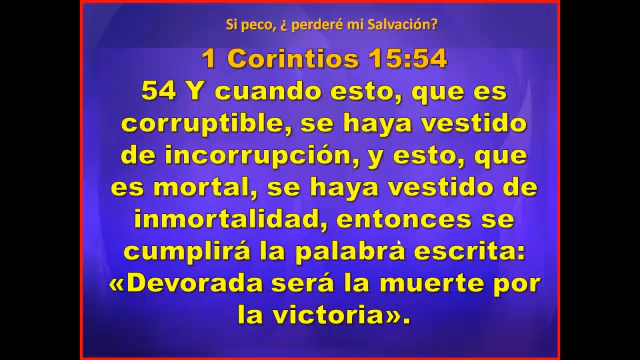 Si peco, ¿ perderé mi Salvación?
1 Corintios 15:54
54 Y cuando esto, que es
corruptible, se haya vestido
de incorrupción, y esto, que
es mortal, se haya vestido de
inmortalidad, entonces se
cumplirá la palabra escrita:
«Devorada será la muerte por
la victoria».